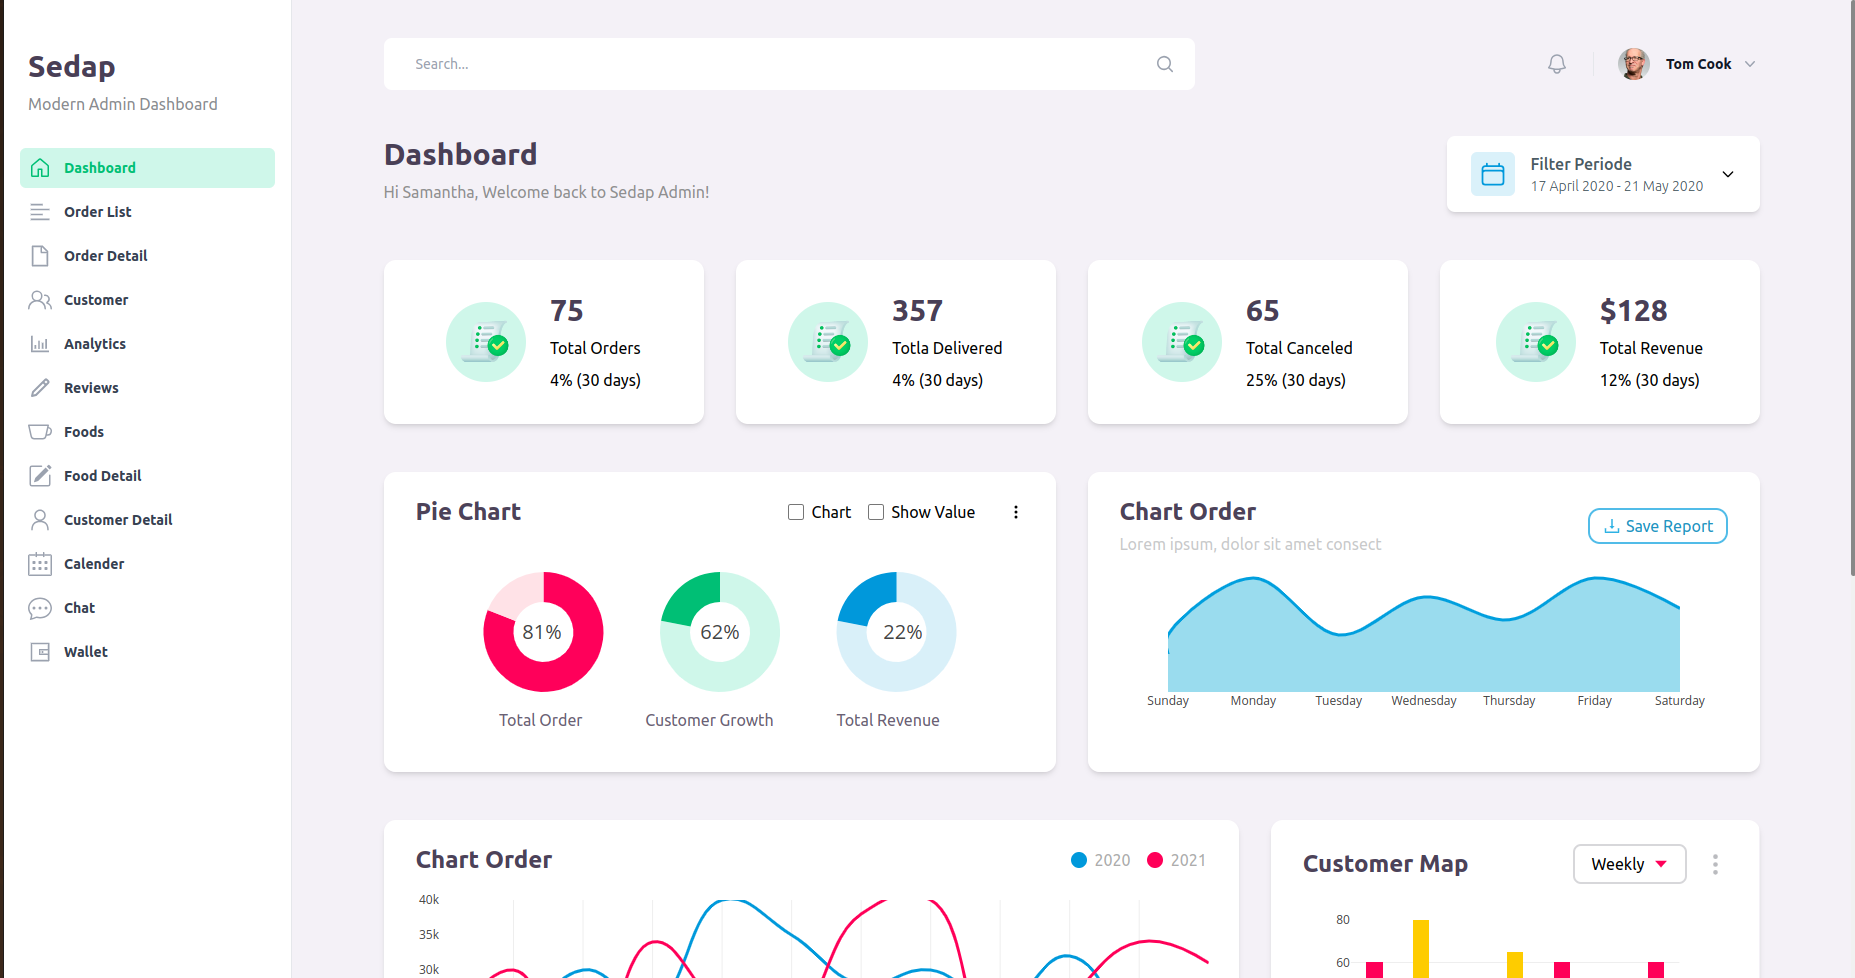 Sedap
Modern Admin Dashboard
Dashboard
Order List
Order Detail
Customer
Analytics
Reviews
Foods
Food Detail
Customer Detail
Calender
Chat
Wallet
Search...
Tom Cook
Dashboard
Hi Samantha, Welcome back to Sedap Admin!
Filter Periode
17 April 2020 - 21 May 2020
75
Total Orders
4% (30 days)
357
Totla Delivered
4% (30 days)
65
Total Canceled
25% (30 days)
$128
Total Revenue
12% (30 days)
Pie Chart
Chart
Show Value
81%
62%
22%
Total Order
Customer Growth
Total Revenue
Chart Order
Lorem ipsum, dolor sit amet consect
Save Report
Sunday
Monday
Tuesday
Wednesday
Thursday
Friday
Saturday
Chart Order
2020
2021
40k
35k
30k
Customer Map
Weekly
80
60